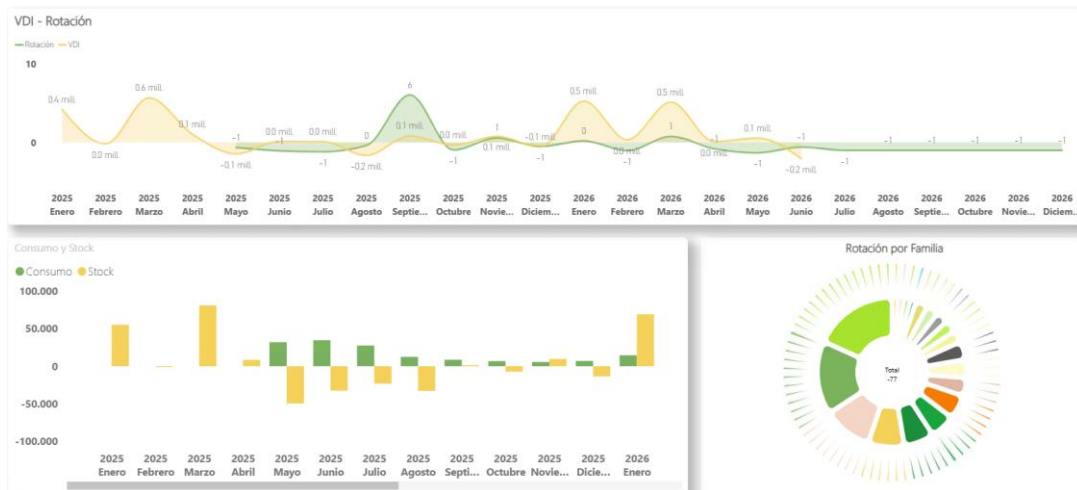 VDI - Rotación
Rotación VDI
10
0
0.4 mill.
0.0 mill.
0.6 mill.
0.1 mill.
−1
−0.1 mill.
0.0 mill.
−1
0.0 mill.
−1
0
−0.2 mill.
6
0.1 mill.
0.0 mill.
−1
1
0.1 mill.
−0.1 mill.
−1
0.5 mill.
0
0.0 mill.
−1
0.5 mill.
1
−1
0.0 mill.
0.1 mill.
−1
−1
−0.2 mill.
−1
−1
−1
−1
−1
−1
2025 2025 2025 2025 2025 2025 2025 2025 2025 2025 2025 2025 2026 2026 2026 2026 2026 2026 2026 2026 2026 2026 2026 2026
Enero Febrero Marzo Abril Mayo Junio Julio Agosto Septie... Octubre Novie... Diciem... Enero Febrero Marzo Abril Mayo Junio Julio Agosto Septie... Octubre Novie... Diciem...
Consumo y Stock
Consumo Stock
100.000
50.000
0
-50.000
-100.000
2025 2025 2025 2025 2025 2025 2025 2025 2025 2025 2025 2025 2026
Enero Febrero Marzo Abril Mayo Junio Julio Agosto Septi... Octubre Novie... Dicie... Enero
Rotación por Familia
Total
-77